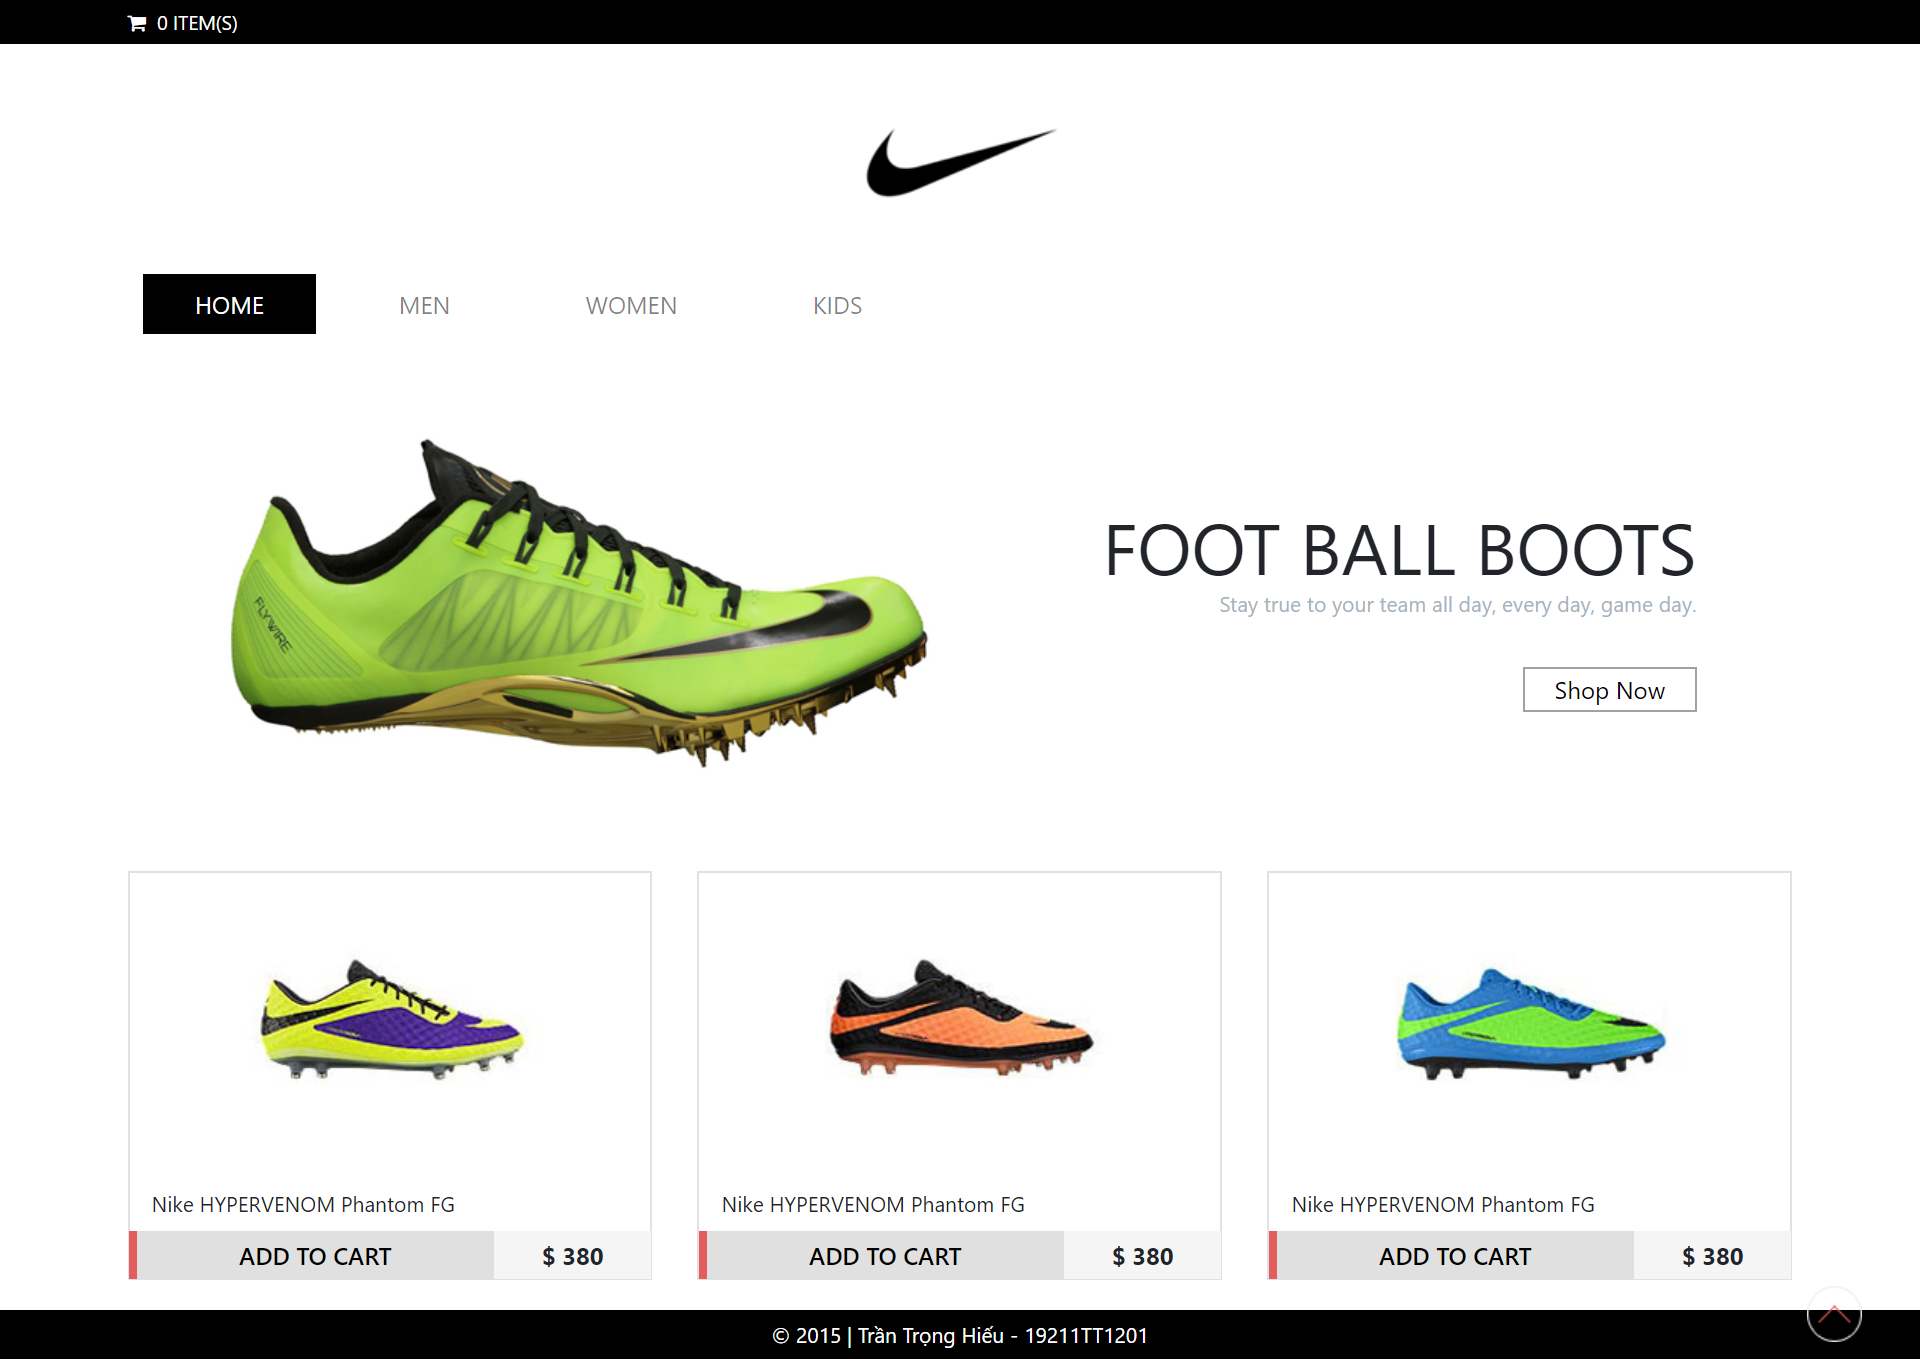 0 ITEM(S)
HOME
MEN
WOMEN
KIDS
FLYWIRE
FOOT BALL BOOTS
Stay true to your team all day, every day, game day.
Shop Now
Nike HYPERVENOM Phantom FG
ADD TO CART
$ 380
Nike HYPERVENOM Phantom FG
ADD TO CART
$ 380
Nike HYPERVENOM Phantom FG
ADD TO CART
$ 380
© 2015 | Trần Trọng Hiếu - 19211TT1201